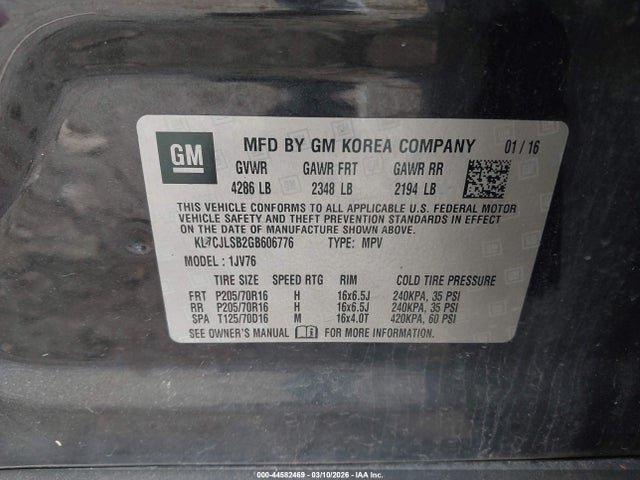 GM
MFD BY GM KOREA COMPANY 01/16
GVWR GAWR FRT GAWR RR
4286 LB 2348 LB 2194 LB
THIS VEHICLE CONFORMS TO ALL APPLICABLE U.S. FEDERAL MOTOR
VEHICLE SAFETY AND THEFT PREVENTION STANDARDS IN EFFECT
ON THE DATE OF MANUFACTURE SHOWN ABOVE.
KL7CJLSB2GB606776 TYPE: MPV
MODEL: 1JV76
TIRE SIZE SPEED RTG RIM COLD TIRE PRESSURE
FRT P205/70R16 H 16x6.5J 240KPA, 35 PSI
RR P205/70R16 H 16x6.5J 240KPA, 35 PSI
SPA T125/70D16 M 16x4.0T 420KPA, 60 PSI
SEE OWNER'S MANUAL FOR MORE INFORMATION.
000-44582469 - 03/10/2026 - IAA Inc.